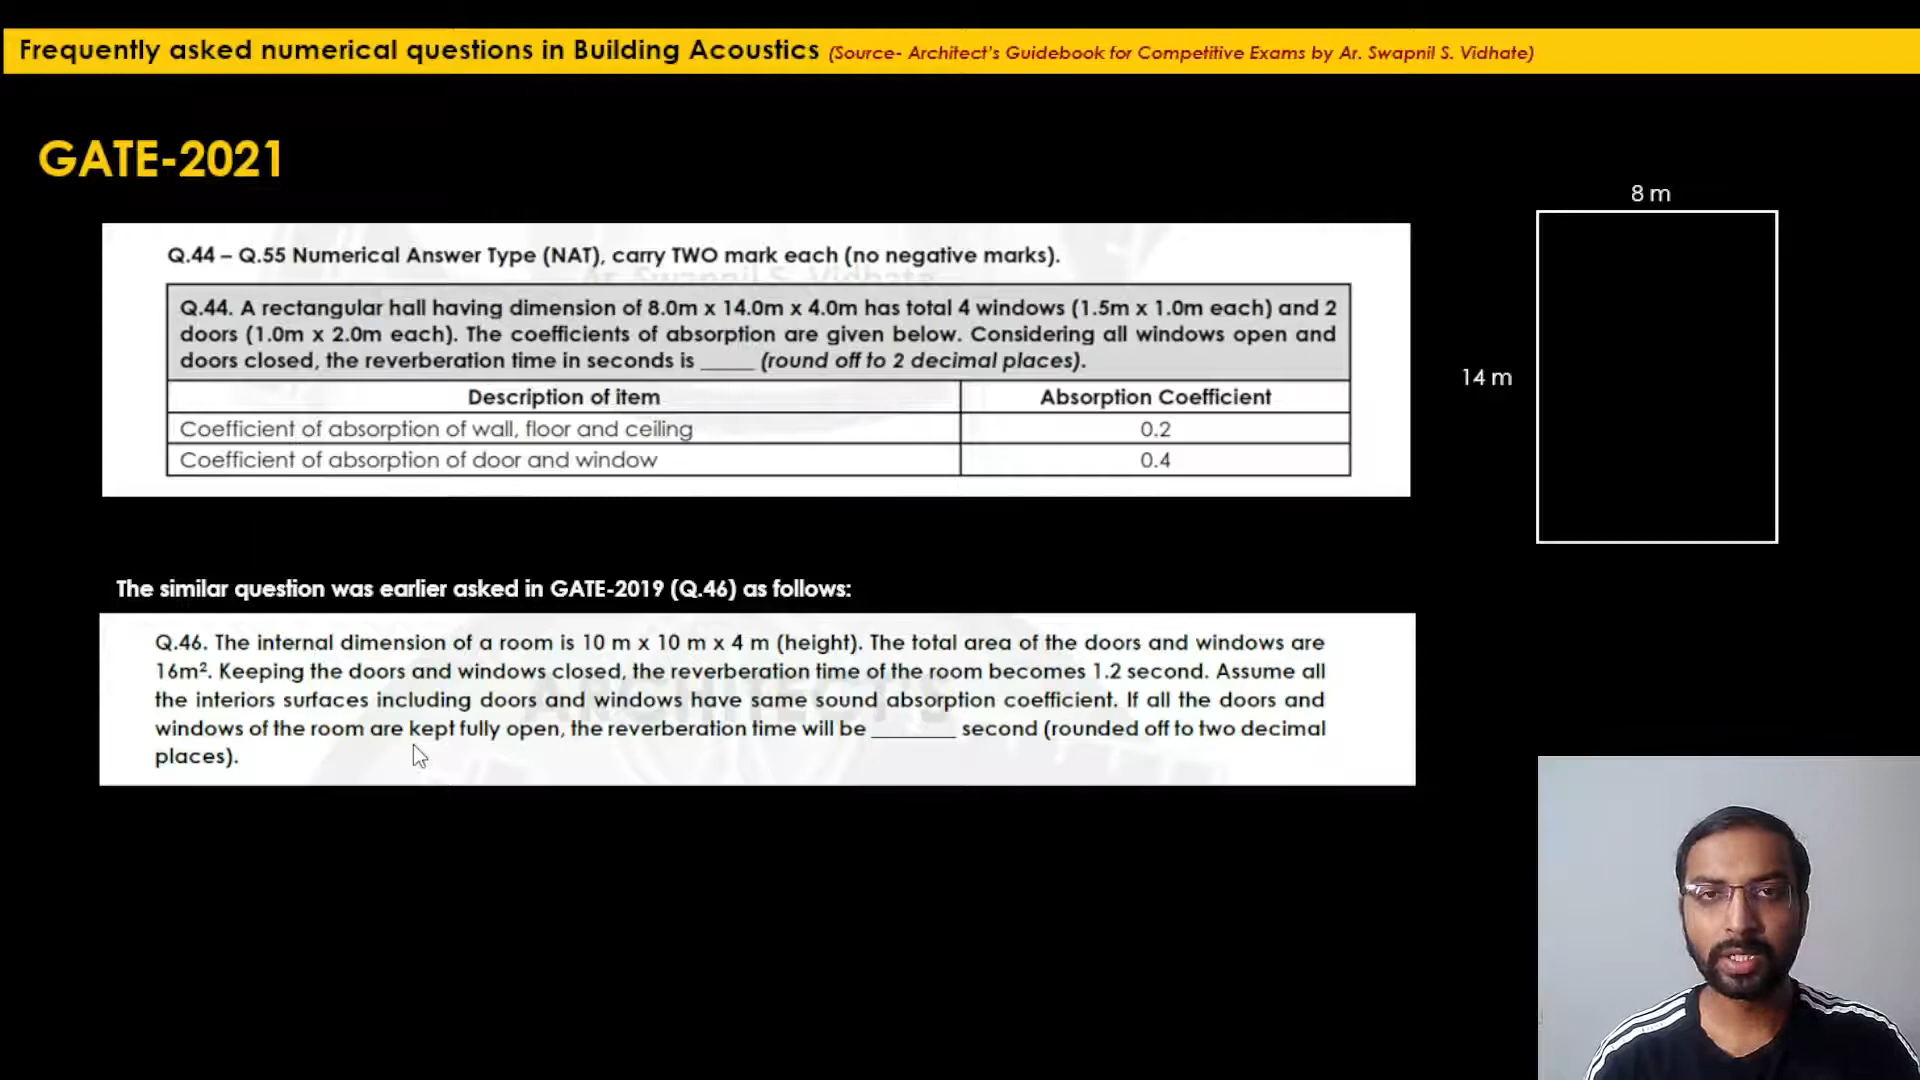 Frequently asked numerical questions in Building Acoustics (Source- Architect's Guidebook for Competitive Exams by Ar. Swapnil S. Vidhate)
GATE-2021
8 m
14 m
Q.44 – Q.55 Numerical Answer Type (NAT), carry TWO mark each (no negative marks).
Ar. Swapnil S. Vidhate
Q.44. A rectangular hall having dimension of 8.0m x 14.0m x 4.0m has total 4 windows (1.5m x 1.0m each) and 2
doors (1.0m x 2.0m each). The coefficients of absorption are given below. Considering all windows open and
doors closed, the reverberation time in seconds is _____ (round off to 2 decimal places).
Description of item Absorption Coefficient
Coefficient of absorption of wall, floor and ceiling 0.2
Coefficient of absorption of door and window 0.4
The similar question was earlier asked in GATE-2019 (Q.46) as follows:
Q.46. The internal dimension of a room is 10 m x 10 m x 4 m (height). The total area of the doors and windows are
16m². Keeping the doors and windows closed, the reverberation time of the room becomes 1.2 second. Assume all
the interiors surfaces including doors and windows have same sound absorption coefficient. If all the doors and
windows of the room are kept fully open, the reverberation time will be ________ second (rounded off to two decimal
places).
ARCHITECT'S